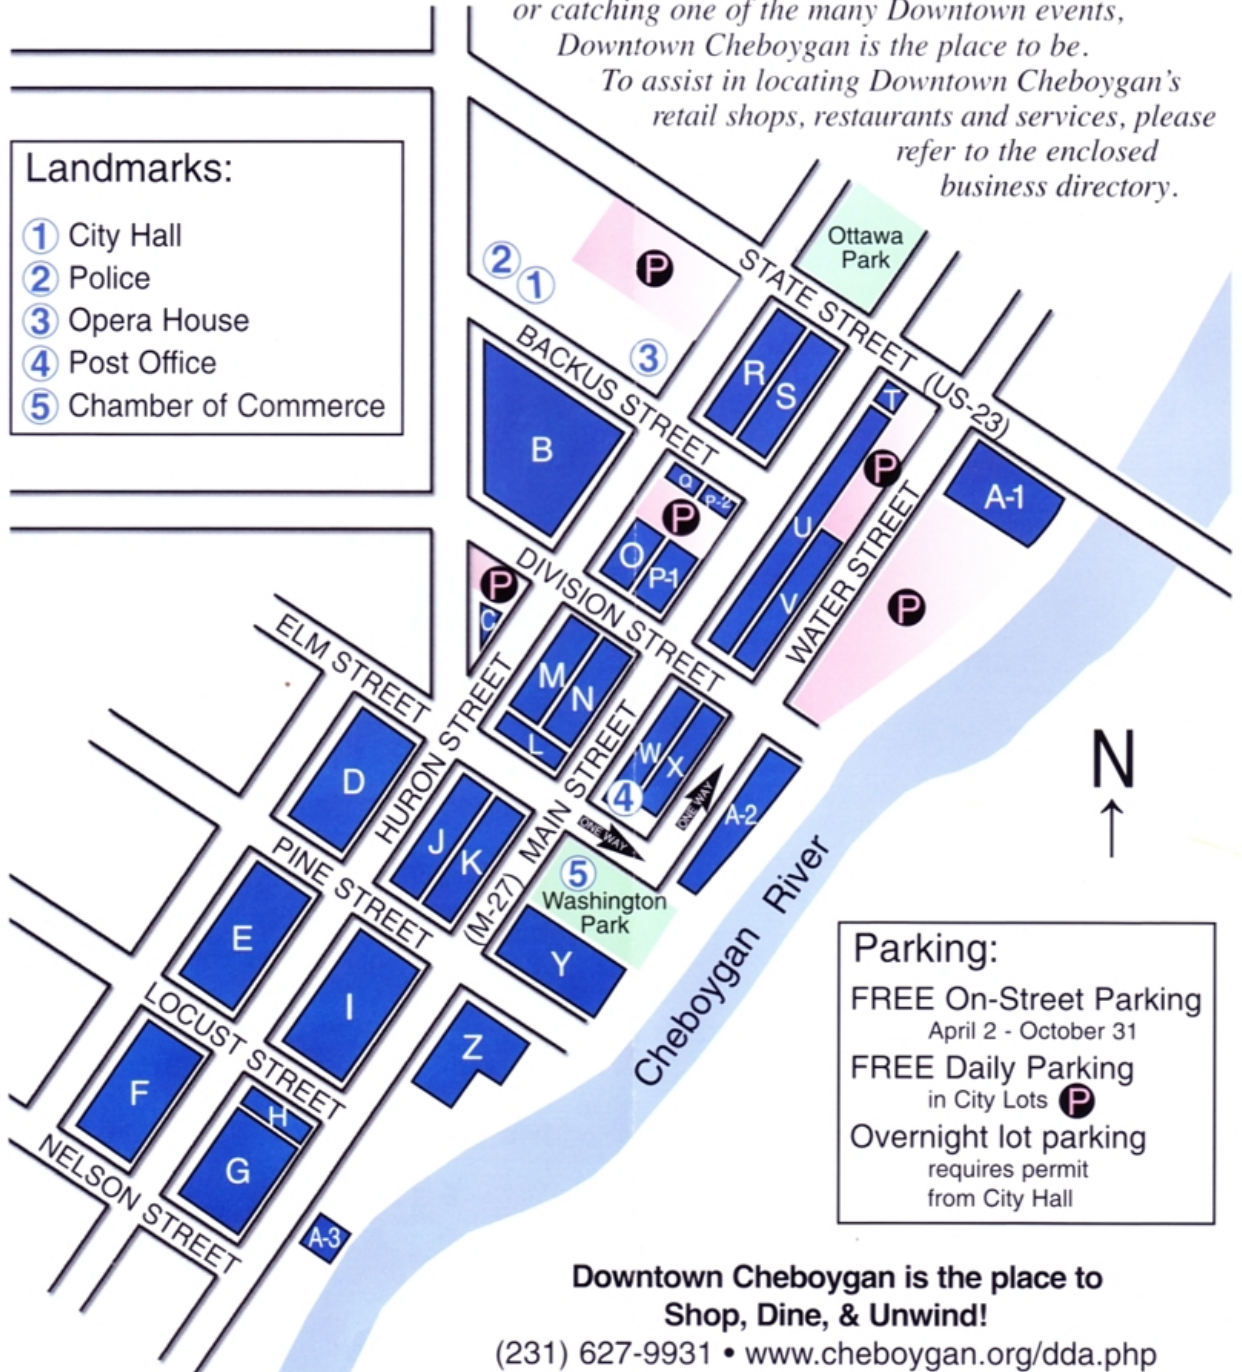 or catching one of the many Downtown events,
Downtown Cheboygan is the place to be.
To assist in locating Downtown Cheboygan's
retail shops, restaurants and services, please
refer to the enclosed
business directory.
Landmarks:
1 City Hall
2 Police
3 Opera House
4 Post Office
5 Chamber of Commerce
Ottawa
Park
2
1
P
3
STATE STREET (US-23)
BACKUS STREET
R
S
T
B
P
A-1
Q
P-2
P
U
O
P-1
V
WATER STREET
P
P
C
DIVISION STREET
ELM STREET
M
N
L
HURON STREET
W
X
4
D
(M-27) MAIN STREET
ONE WAY
ONE WAY
A-2
N
J
K
5
Washington
Park
PINE STREET
E
Y
I
Z
Cheboygan River
LOCUST STREET
F
H
G
NELSON STREET
A-3
Parking:
FREE On-Street Parking
April 2 - October 31
FREE Daily Parking
in City Lots P
Overnight lot parking
requires permit
from City Hall
Downtown Cheboygan is the place to
Shop, Dine, & Unwind!
(231) 627-9931 • www.cheboygan.org/dda.php